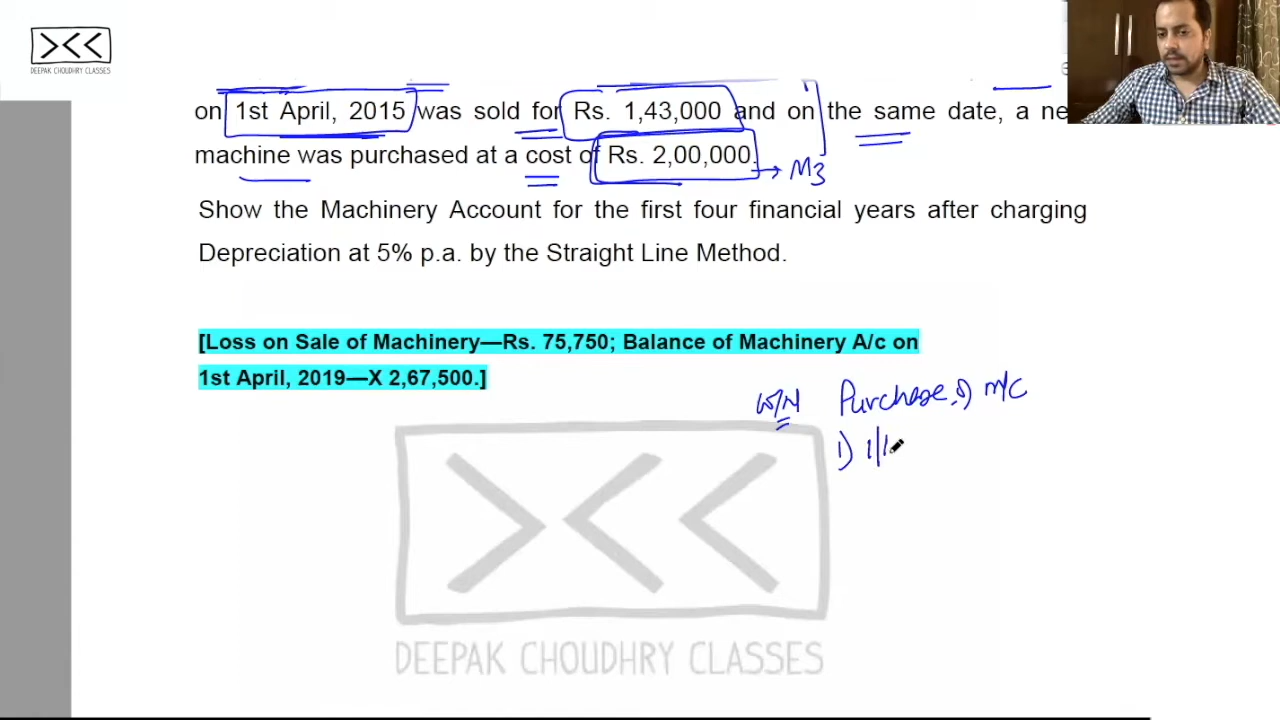 DEEPAK CHOUDHRY CLASSES
on 1st April, 2015 was sold for Rs. 1,43,000 and on the same date, a ne
machine was purchased at a cost of Rs. 2,00,000. → M3
Show the Machinery Account for the first four financial years after charging
Depreciation at 5% p.a. by the Straight Line Method.
[Loss on Sale of Machinery—Rs. 75,750; Balance of Machinery A/c on
1st April, 2019—X 2,67,500.]
W/N Purchase of m/c
1) 1/1
DEEPAK CHOUDHRY CLASSES